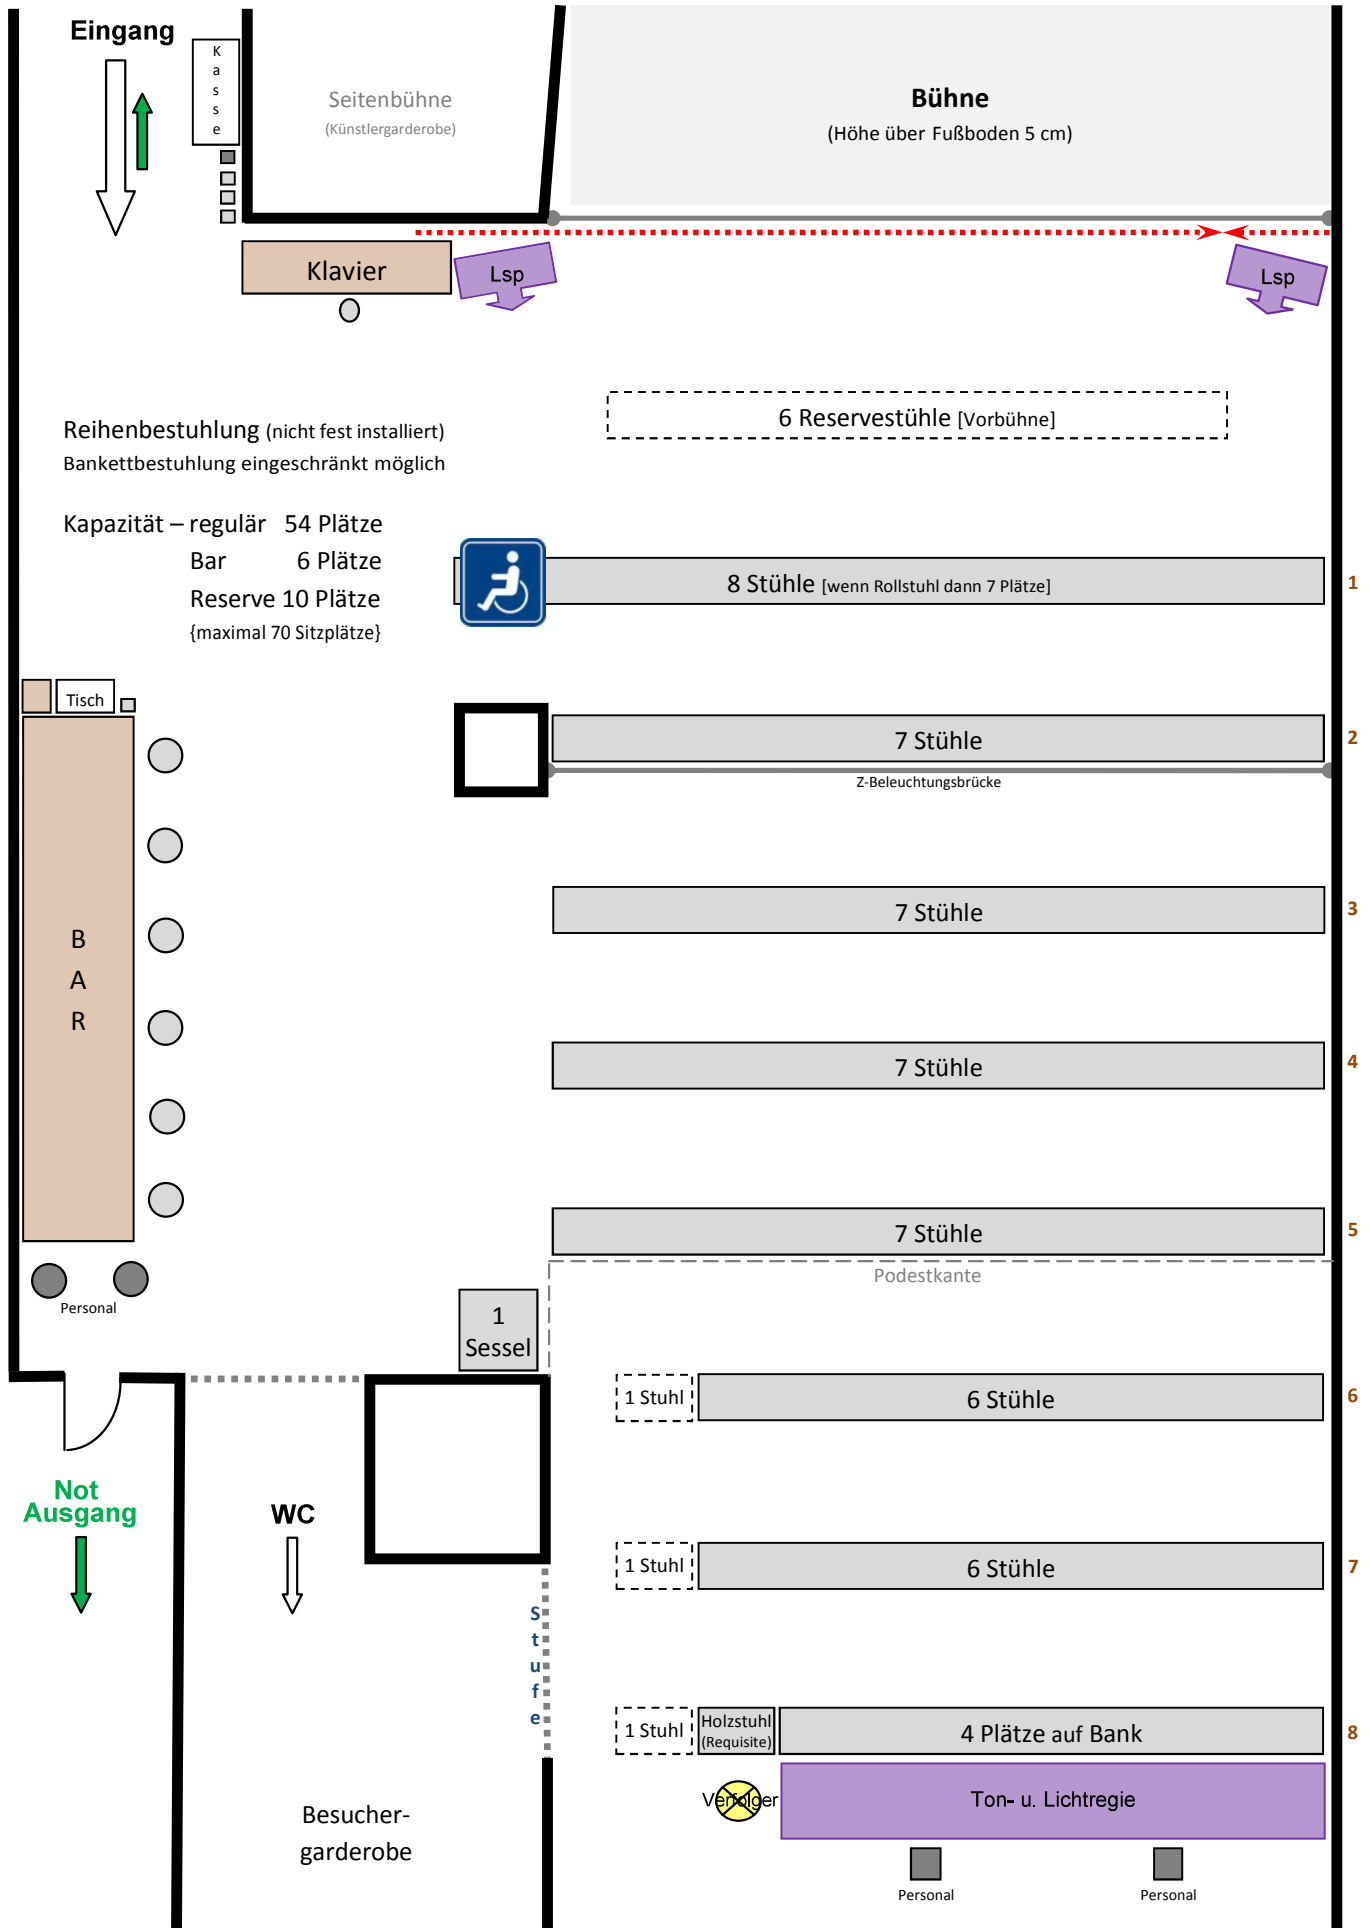 Eingang
K
a
s
s
e
Seitenbühne
(Künstlergarderobe)
Bühne
(Höhe über Fußboden 5 cm)
Klavier
Lsp
Lsp
6 Reservestühle [Vorbühne]
Reihenbestuhlung (nicht fest installiert)
Bankettbestuhlung eingeschränkt möglich
Kapazität – regulär 54 Plätze
Bar 6 Plätze
Reserve 10 Plätze
{maximal 70 Sitzplätze}
8 Stühle [wenn Rollstuhl dann 7 Plätze]
1
Tisch
7 Stühle
2
Z-Beleuchtungsbrücke
7 Stühle
3
B
A
R
7 Stühle
4
7 Stühle
5
Podestkante
Personal
1
Sessel
1 Stuhl
6 Stühle
6
Not
Ausgang
WC
1 Stuhl
6 Stühle
7
S
t
u
f
e
1 Stuhl
Holzstuhl
(Requisite)
4 Plätze auf Bank
8
Verfolger
Ton- u. Lichtregie
Besucher-
garderobe
Personal
Personal